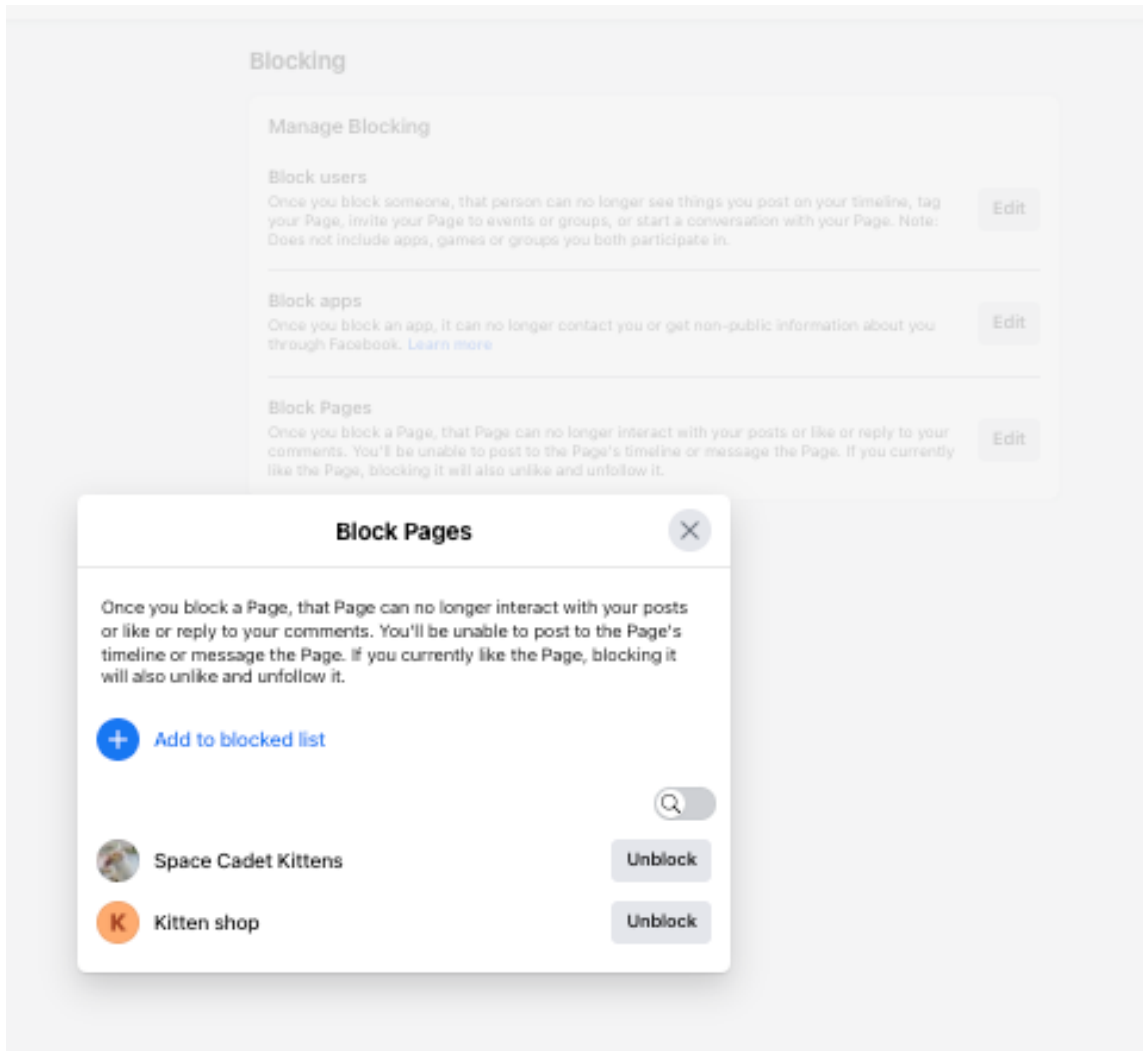 Blocking
Manage Blocking
Block users
Once you block someone, that person can no longer see things you post on your timeline, tag
your Page, invite your Page to events or groups, or start a conversation with your Page. Note:
Does not include apps, games or groups you both participate in.
Edit
Block apps
Once you block an app, it can no longer contact you or get non-public information about you
through Facebook. Learn more
Edit
Block Pages
Once you block a Page, that Page can no longer interact with your posts or like or reply to your
comments. You'll be unable to post to the Page's timeline or message the Page. If you currently
like the Page, blocking it will also unlike and unfollow it.
Edit
Block Pages
Once you block a Page, that Page can no longer interact with your posts
or like or reply to your comments. You'll be unable to post to the Page's
timeline or message the Page. If you currently like the Page, blocking it
will also unlike and unfollow it.
Add to blocked list
Space Cadet Kittens
Unblock
K
Kitten shop
Unblock